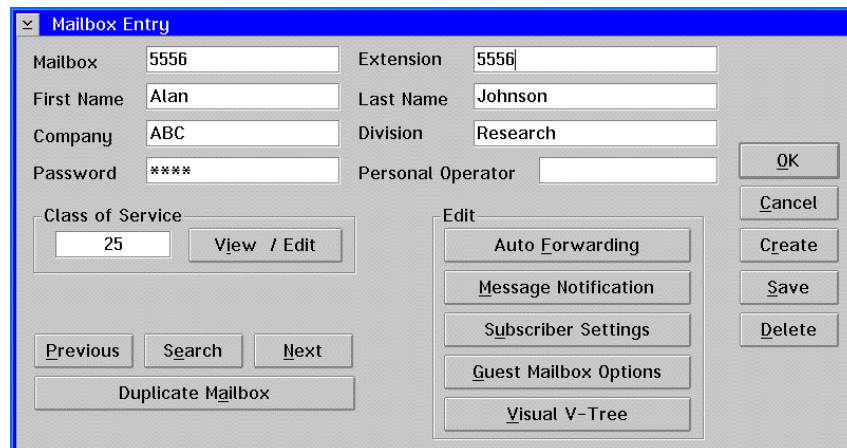 Mailbox Entry
Mailbox 5556 Extension 5556
First Name Alan Last Name Johnson
Company ABC Division Research
Password **** Personal Operator
OK
Cancel
Create
Save
Delete
Class of Service
25 View / Edit
Edit
Auto Forwarding
Message Notification
Subscriber Settings
Guest Mailbox Options
Visual V-Tree
Previous Search Next
Duplicate Mailbox